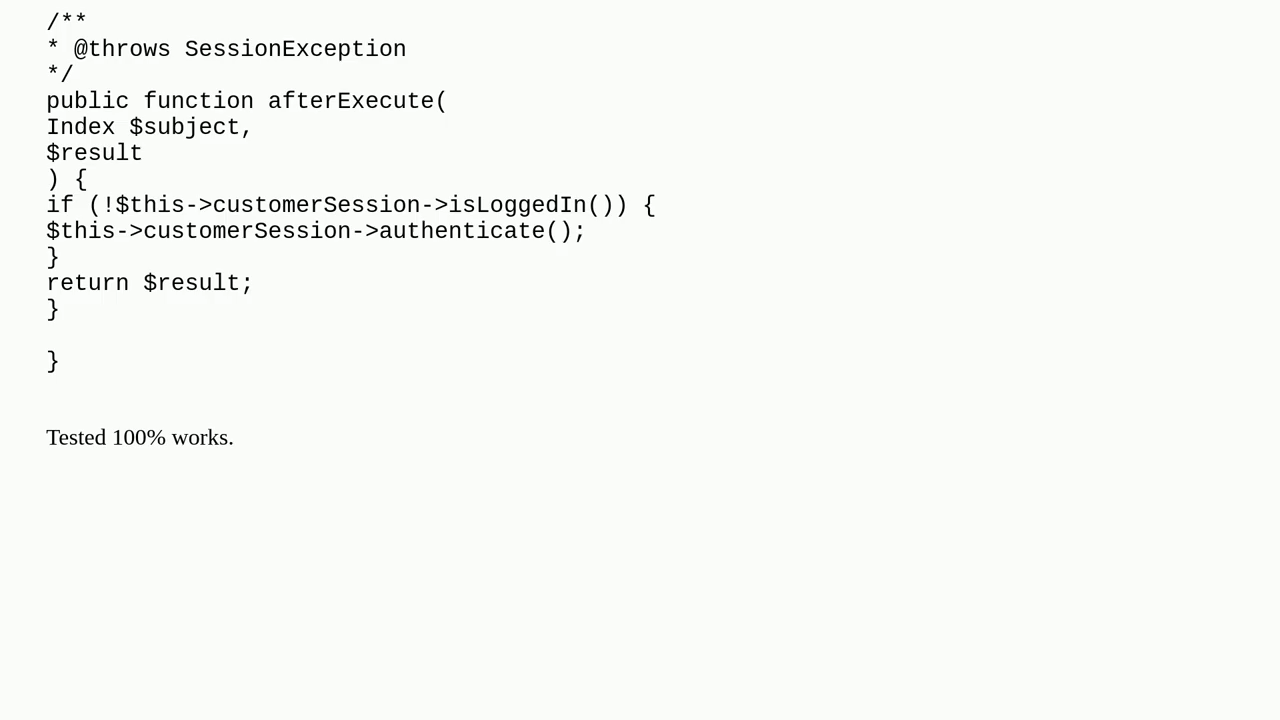 /**
* @throws SessionException
*/
public function afterExecute(
Index $subject,
$result
) {
if (!$this->customerSession->isLoggedIn()) {
$this->customerSession->authenticate();
}
return $result;
}
}
Tested 100% works.